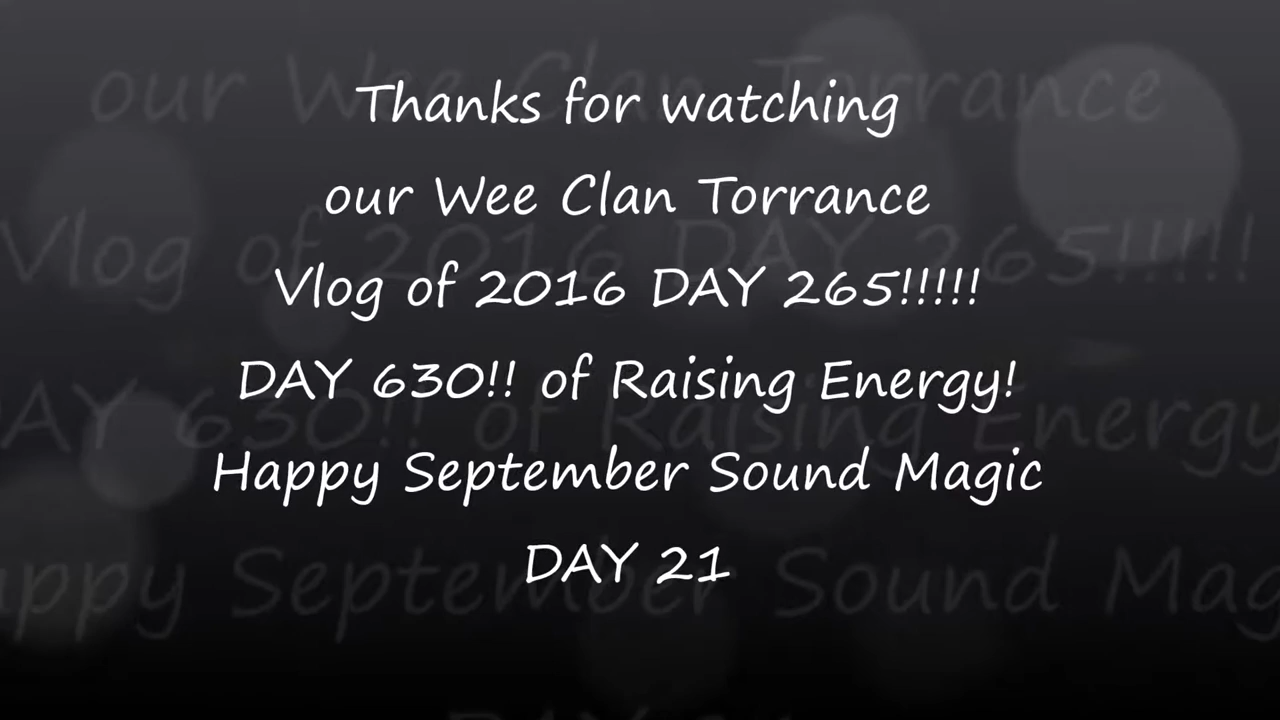 Thanks for watching
our Wee Clan Torrance
Vlog of 2016 DAY 265!!!!!
DAY 630!! of Raising Energy!
Happy September Sound Magic
DAY 21